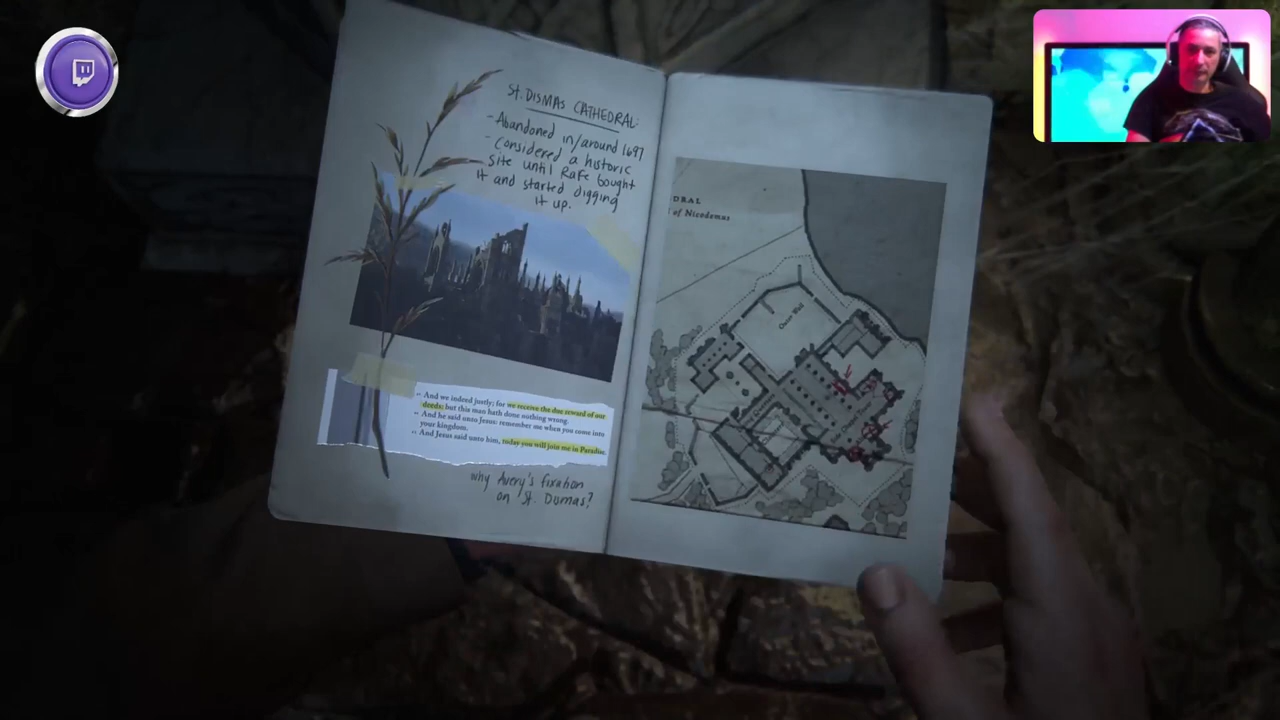 St. DISMAS CATHEDRAL:
- Abandoned in/around 1697
- Considered a historic
site until Rafe bought
it and started digging
it up.
“ And we indeed justly; for we receive the due reward of our
deeds: but this man hath done nothing wrong.
“ And he said unto Jesus: remember me when you come into
your kingdom.
“ And Jesus said unto him, today you will join me in Paradise.
why Avery's fixation
on St. Dismas?
DRAL
of Nicodemus
Outer Wall